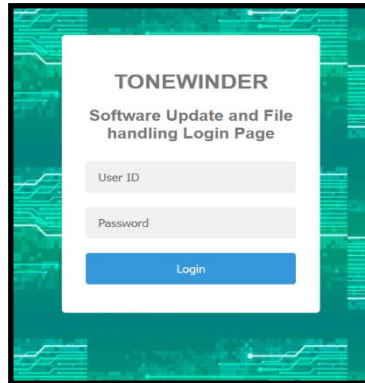 TONEWINDER
Software Update and File
handling Login Page
User ID
Password
Login